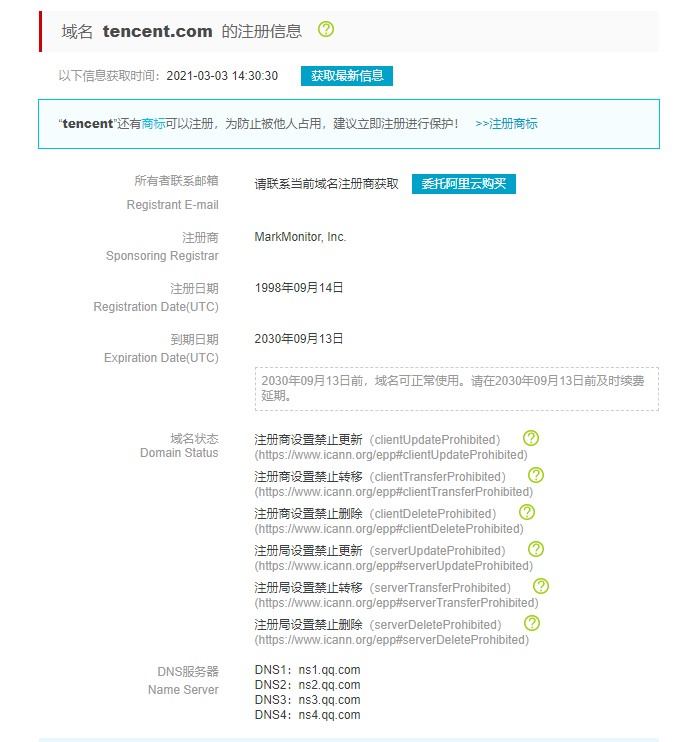 域名 tencent.com 的注册信息
以下信息获取时间：2021-03-03 14:30:30 获取最新信息
“tencent”还有商标可以注册，为防止被他人占用，建议立即注册进行保护！ >>注册商标
所有者联系邮箱 请联系当前域名注册商获取 委托阿里云购买
Registrant E-mail
注册商 MarkMonitor, Inc.
Sponsoring Registrar
注册日期 1998年09月14日
Registration Date(UTC)
到期日期 2030年09月13日
Expiration Date(UTC)
2030年09月13日前，域名可正常使用。请在2030年09月13日前及时续费
延期。
域名状态 注册商设置禁止更新（clientUpdateProhibited）
Domain Status (https://www.icann.org/epp#clientUpdateProhibited)
注册商设置禁止转移（clientTransferProhibited）
(https://www.icann.org/epp#clientTransferProhibited)
注册商设置禁止删除（clientDeleteProhibited）
(https://www.icann.org/epp#clientDeleteProhibited)
注册局设置禁止更新（serverUpdateProhibited）
(https://www.icann.org/epp#serverUpdateProhibited)
注册局设置禁止转移（serverTransferProhibited）
(https://www.icann.org/epp#serverTransferProhibited)
注册局设置禁止删除（serverDeleteProhibited）
(https://www.icann.org/epp#serverDeleteProhibited)
DNS服务器 DNS1：ns1.qq.com
Name Server DNS2：ns2.qq.com
DNS3：ns3.qq.com
DNS4：ns4.qq.com